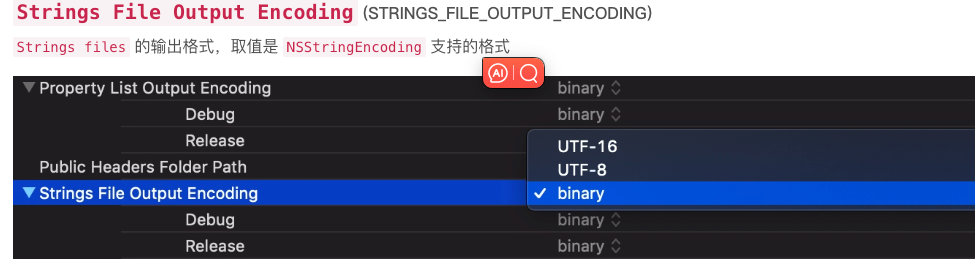 Strings File Output Encoding (STRINGS_FILE_OUTPUT_ENCODING)
Strings files 的输出格式，取值是 NSStringEncoding 支持的格式
AI
Property List Output Encoding binary
Debug binary
Release
UTF-16
Public Headers Folder Path
UTF-8
Strings File Output Encoding binary
Debug binary
Release binary